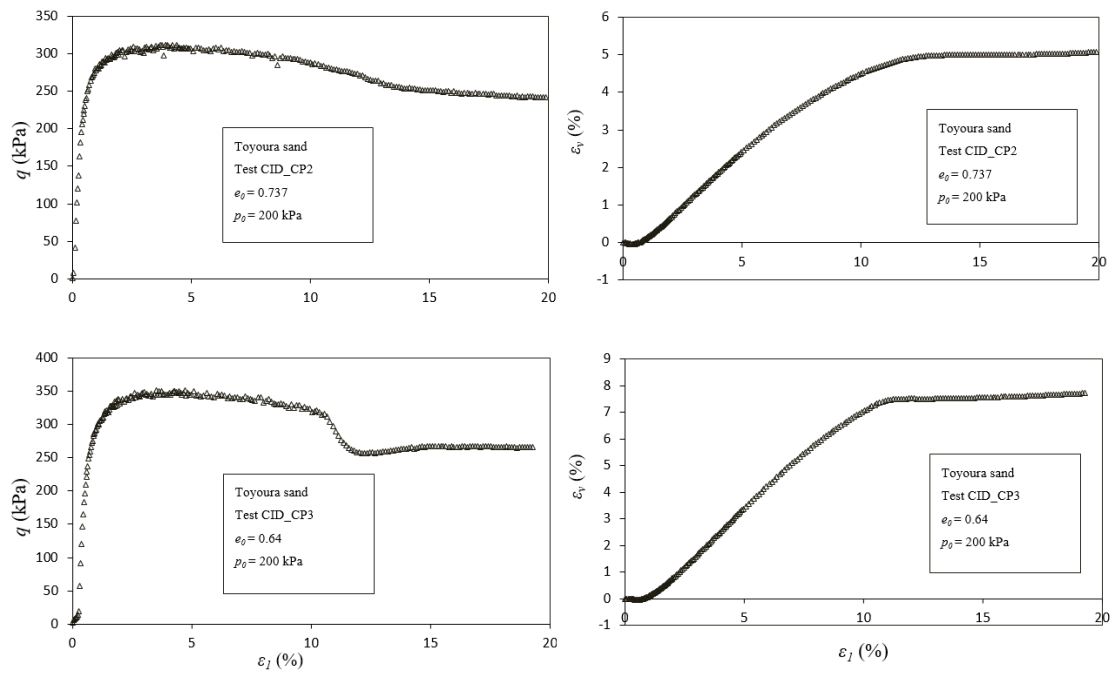 350
300
250
200
150
100
50
0
0 5 10 15 20
q (kPa)
Toyoura sand
Test CID_CP2
e0 = 0.737
p0 = 200 kPa
6
5
4
3
2
1
0
-1
0 5 10 15 20
εv (%)
Toyoura sand
Test CID_CP2
e0 = 0.737
p0 = 200 kPa
400
350
300
250
200
150
100
50
0
0 5 10 15 20
q (kPa)
ε1 (%)
Toyoura sand
Test CID_CP3
e0 = 0.64
p0 = 200 kPa
9
8
7
6
5
4
3
2
1
0
-1
0 5 10 15 20
εv (%)
ε1 (%)
Toyoura sand
Test CID_CP3
e0 = 0.64
p0 = 200 kPa